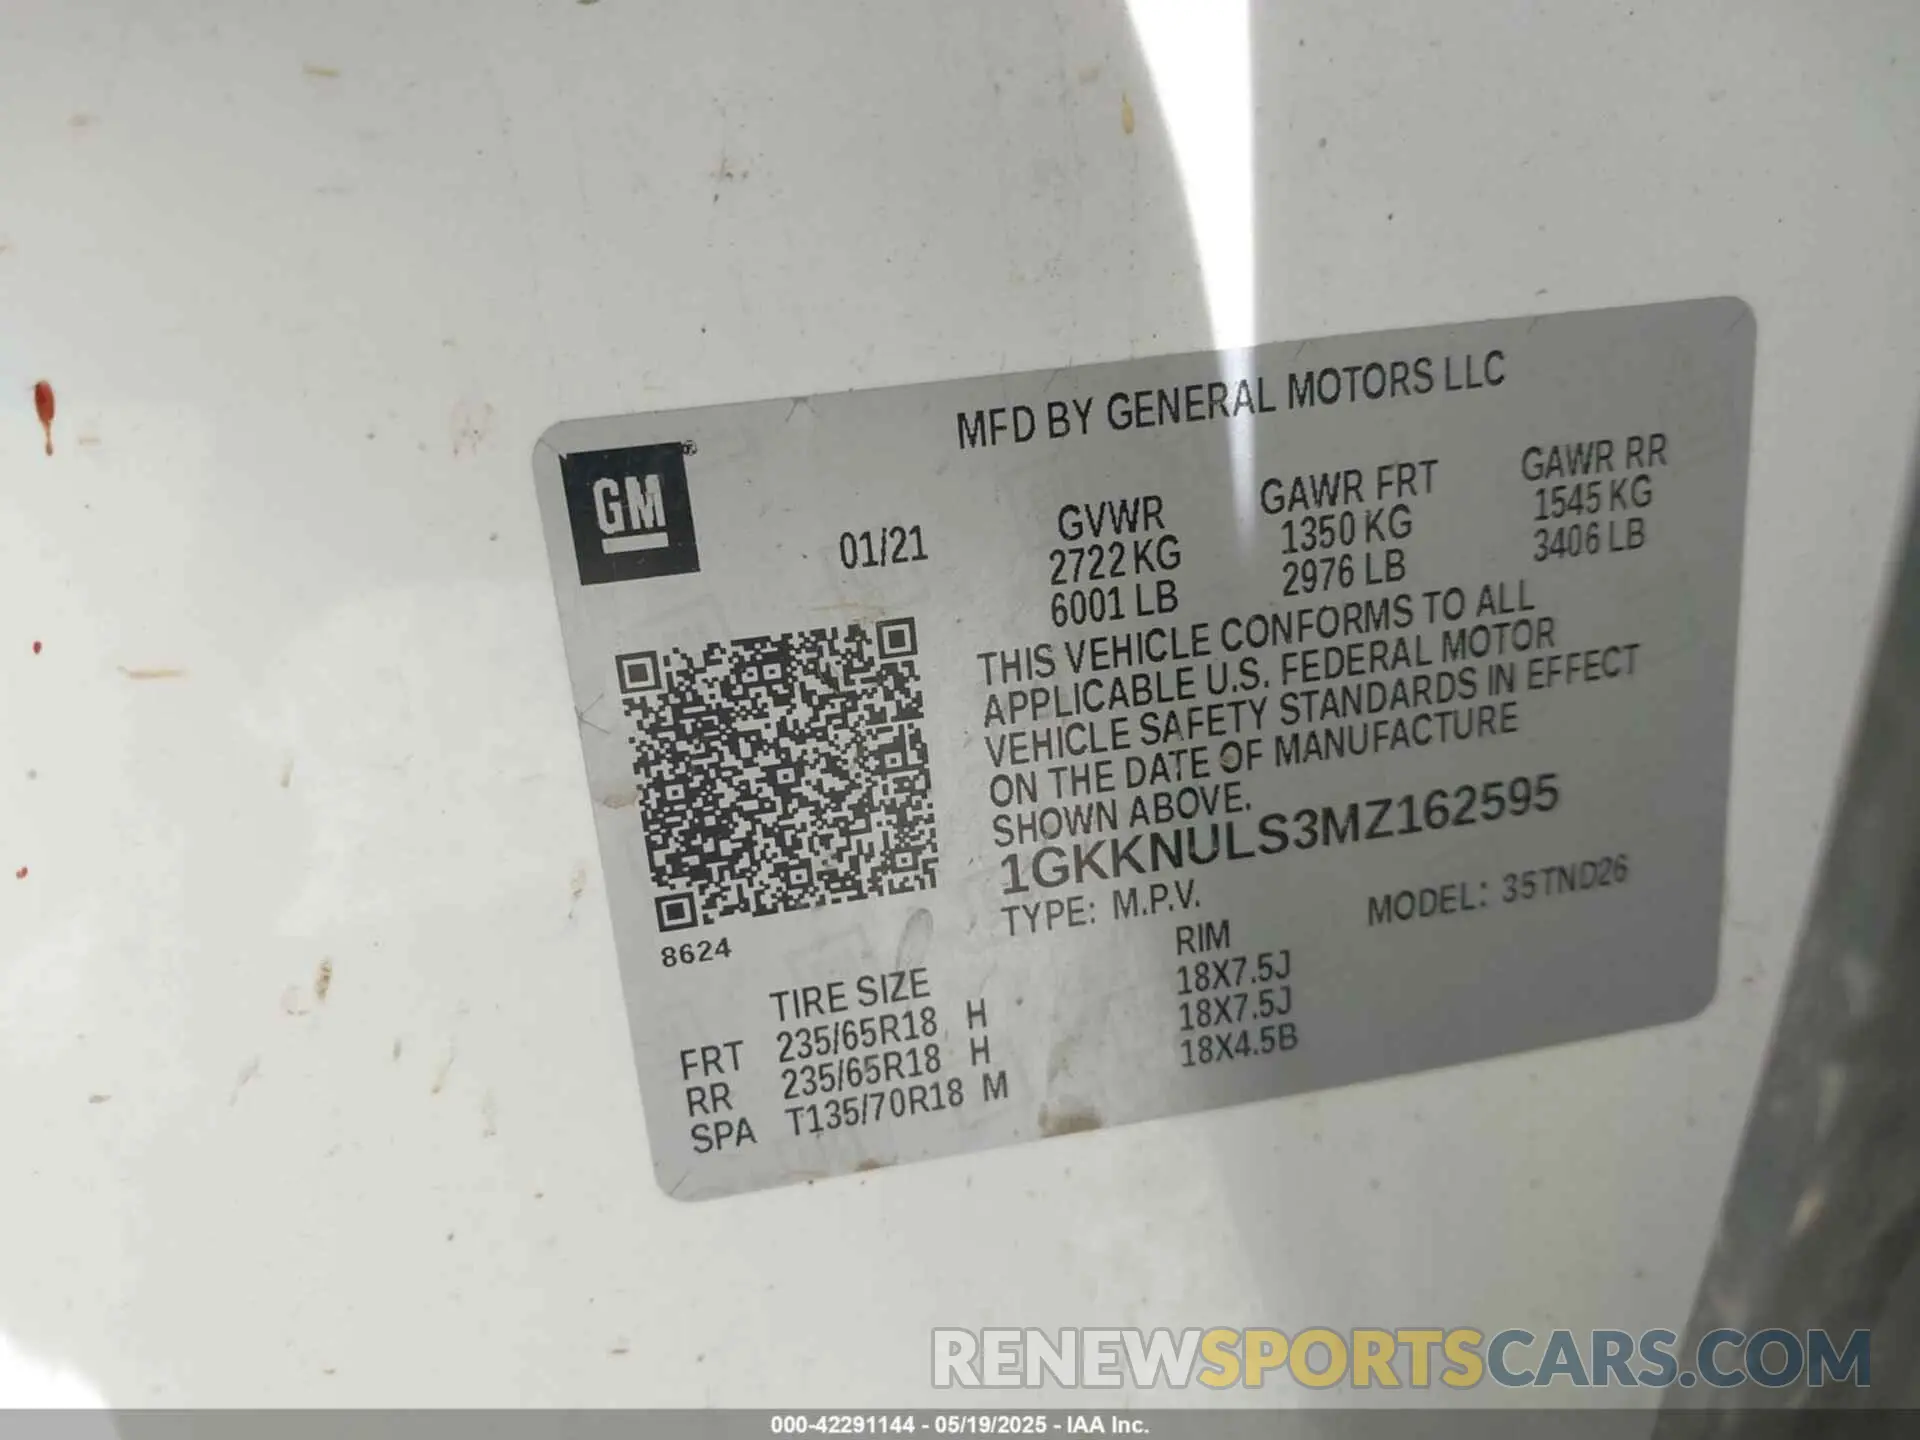 MFD BY GENERAL MOTORS LLC
GM
®
01/21
GVWR GAWR FRT GAWR RR
2722 KG 1350 KG 1545 KG
6001 LB 2976 LB 3406 LB
THIS VEHICLE CONFORMS TO ALL
APPLICABLE U.S. FEDERAL MOTOR
VEHICLE SAFETY STANDARDS IN EFFECT
ON THE DATE OF MANUFACTURE
SHOWN ABOVE.
1GKKNULS3MZ162595
TYPE: M.P.V. MODEL: 35TND26
8624
TIRE SIZE RIM
FRT 235/65R18 H 18X7.5J
RR 235/65R18 H 18X7.5J
SPA T135/70R18 M 18X4.5B
RENEWSPORTSCARS.COM
000-42291144 - 05/19/2025 - IAA Inc.